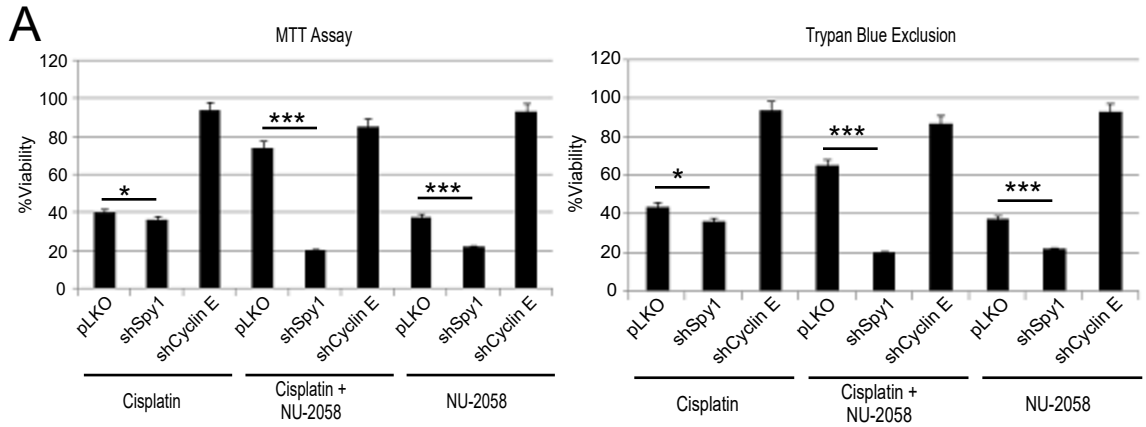 A
MTT Assay
%Viability
120
100
80
60
40
20
0
*
***
***
pLKO
shSpy1
shCyclin E
pLKO
shSpy1
shCyclin E
pLKO
shSpy1
shCyclin E
Cisplatin
Cisplatin +
NU-2058
NU-2058
Trypan Blue Exclusion
%Viability
120
100
80
60
40
20
0
*
***
***
pLKO
shSpy1
shCyclin E
pLKO
shSpy1
shCyclin E
pLKO
shSpy1
shCyclin E
Cisplatin
Cisplatin +
NU-2058
NU-2058